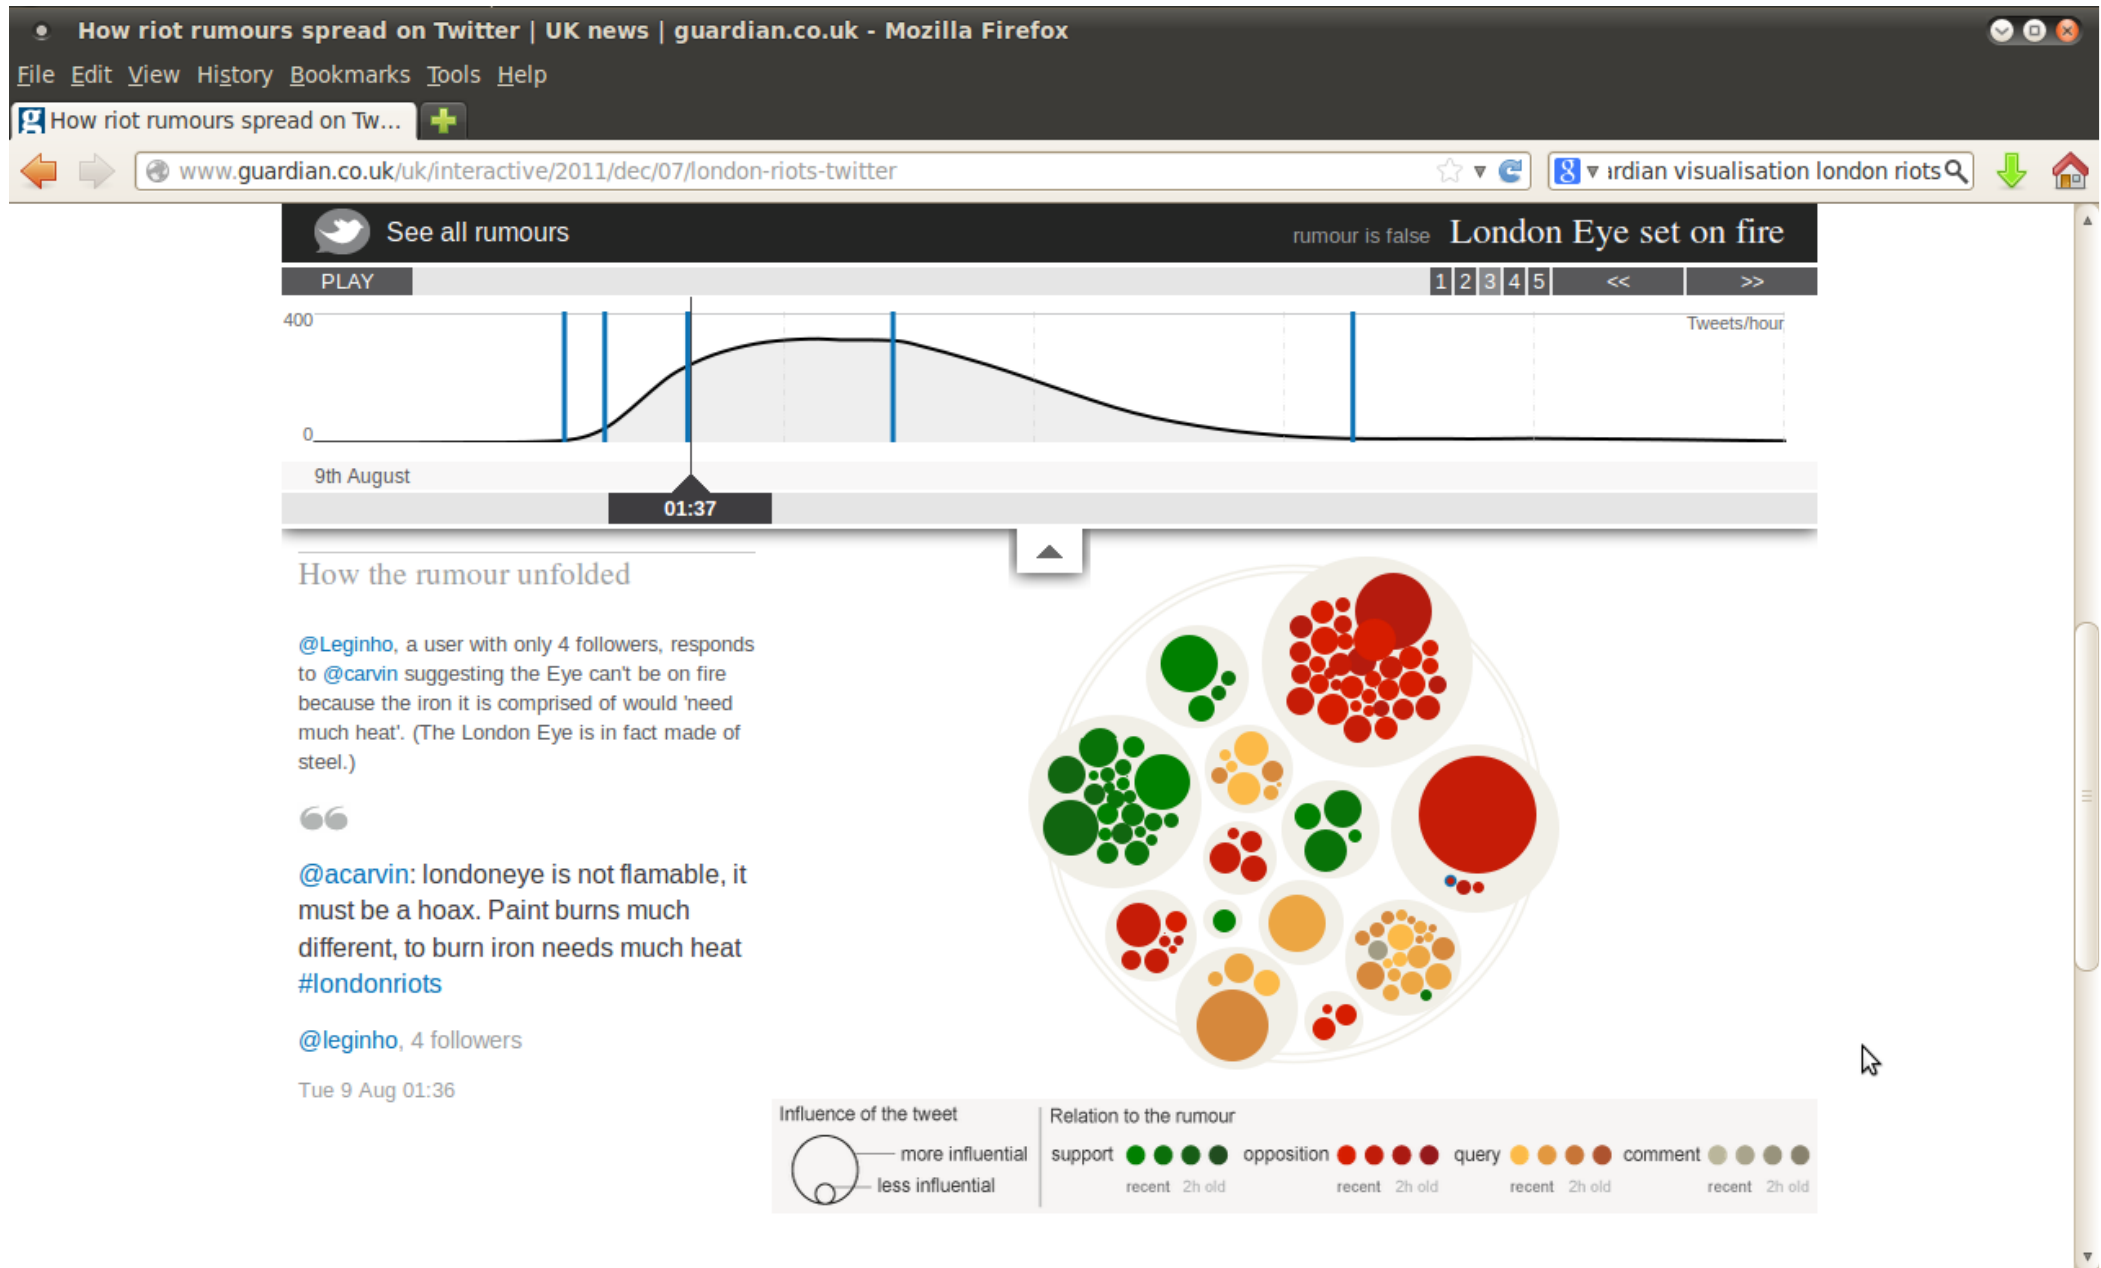 How riot rumours spread on Twitter | UK news | guardian.co.uk - Mozilla Firefox
File Edit View History Bookmarks Tools Help
g How riot rumours spread on Tw...
www.guardian.co.uk/uk/interactive/2011/dec/07/london-riots-twitter
8 ırdian visualisation london riots
See all rumours
rumour is false London Eye set on fire
PLAY
1 2 3 4 5 << >>
400
Tweets/hour
0
9th August
01:37
How the rumour unfolded
@Leginho, a user with only 4 followers, responds
to @carvin suggesting the Eye can't be on fire
because the iron it is comprised of would 'need
much heat'. (The London Eye is in fact made of
steel.)
@acarvin: londoneye is not flamable, it
must be a hoax. Paint burns much
different, to burn iron needs much heat
#londonriots
@leginho, 4 followers
Tue 9 Aug 01:36
Influence of the tweet
more influential
less influential
Relation to the rumour
support opposition query comment
recent 2h old recent 2h old recent 2h old recent 2h old